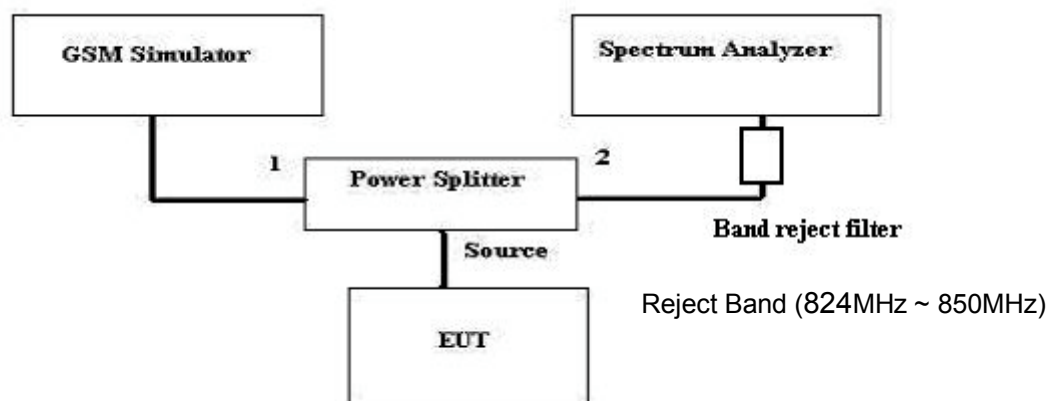 GSM Simulator
Spectrum Analyzer
1
2
Power Splitter
Band reject filter
Source
Reject Band (824MHz ~ 850MHz)
EUT